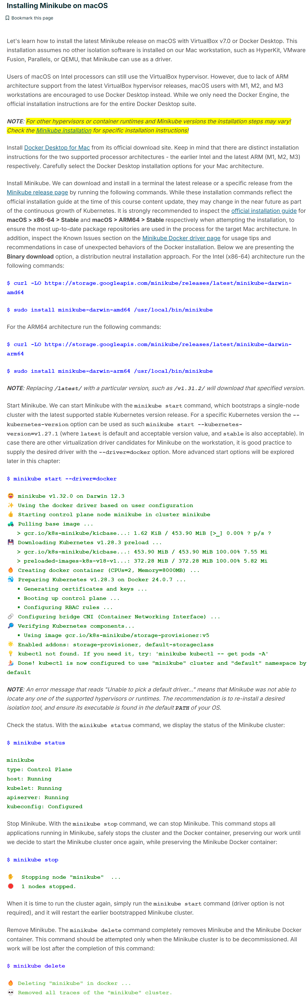 Installing Minikube on macOS
Bookmark this page
Let's learn how to install the latest Minikube release on macOS with VirtualBox v7.0 or Docker Desktop. This
installation assumes no other isolation software is installed on our Mac workstation, such as HyperKit, VMware
Fusion, Parallels, or QEMU, that Minikube can use as a driver.
Users of macOS on Intel processors can still use the VirtualBox hypervisor. However, due to lack of ARM
architecture support from the latest VirtualBox hypervisor releases, macOS users with M1, M2, and M3
workstations are encouraged to use Docker Desktop instead. While we only need the Docker Engine, the
official installation instructions are for the entire Docker Desktop suite.
NOTE: For other hypervisors or container runtimes and Minikube versions the installation steps may vary!
Check the Minikube installation for specific installation instructions!
Install Docker Desktop for Mac from its official download site. Keep in mind that there are distinct installation
instructions for the two supported processor architectures - the earlier Intel and the latest ARM (M1, M2, M3)
respectively. Carefully select the Docker Desktop installation options for your Mac architecture.
Install Minikube. We can download and install in a terminal the latest release or a specific release from the
Minikube release page by running the following commands. While these installation commands reflect the
official installation guide at the time of this course content update, they may change in the near future as part
of the continuous growth of Kubernetes. It is strongly recommended to inspect the official installation guide for
macOS > x86-64 > Stable and macOS > ARM64 > Stable respectively when attempting the installation, to
ensure the most up-to-date package repositories are used in the process for the target Mac architecture. In
addition, inspect the Known Issues section on the Minikube Docker driver page for usage tips and
recommendations in case of unexpected behaviors of the Docker installation. Below we are presenting the
Binary download option, a distribution neutral installation approach. For the Intel (x86-64) architecture run the
following commands:
$ curl -LO https://storage.googleapis.com/minikube/releases/latest/minikube-darwin-
amd64
$ sudo install minikube-darwin-amd64 /usr/local/bin/minikube
For the ARM64 architecture run the following commands:
$ curl -LO https://storage.googleapis.com/minikube/releases/latest/minikube-darwin-
arm64
$ sudo install minikube-darwin-arm64 /usr/local/bin/minikube
NOTE: Replacing /latest/ with a particular version, such as /v1.31.2/ will download that specified version.
Start Minikube. We can start Minikube with the minikube start command, which bootstraps a single-node
cluster with the latest supported stable Kubernetes version release. For a specific Kubernetes version the --
kubernetes-version option can be used as such minikube start --kubernetes-
version=v1.27.1 (where latest is default and acceptable version value, and stable is also acceptable). In
case there are other virtualization driver candidates for Minikube on the workstation, it is good practice to
supply the desired driver with the --driver=docker option. More advanced start options will be explored
later in this chapter:
$ minikube start --driver=docker
😄 minikube v1.32.0 on Darwin 12.3
✨ Using the docker driver based on user configuration
👍 Starting control plane node minikube in cluster minikube
🚜 Pulling base image ...
> gcr.io/k8s-minikube/kicbase...: 1.62 KiB / 453.90 MiB [>_] 0.00% ? p/s ?
💾 Downloading Kubernetes v1.28.3 preload ...
> gcr.io/k8s-minikube/kicbase...: 453.90 MiB / 453.90 MiB 100.00% 7.55 Mi
> preloaded-images-k8s-v18-v1...: 372.28 MiB / 372.28 MiB 100.00% 5.82 Mi
🔥 Creating docker container (CPUs=2, Memory=8000MB) ...
🐳 Preparing Kubernetes v1.28.3 on Docker 24.0.7 ...
▪ Generating certificates and keys ...
▪ Booting up control plane ...
▪ Configuring RBAC rules ...
🔗 Configuring bridge CNI (Container Networking Interface) ...
🔎 Verifying Kubernetes components...
▪ Using image gcr.io/k8s-minikube/storage-provisioner:v5
🌟 Enabled addons: storage-provisioner, default-storageclass
💡 kubectl not found. If you need it, try: 'minikube kubectl -- get pods -A'
🏄 Done! kubectl is now configured to use "minikube" cluster and "default" namespace by
default
NOTE: An error message that reads "Unable to pick a default driver..." means that Minikube was not able to
locate any one of the supported hypervisors or runtimes. The recommendation is to re-install a desired
isolation tool, and ensure its executable is found in the default PATH of your OS.
Check the status. With the minikube status command, we display the status of the Minikube cluster:
$ minikube status
minikube
type: Control Plane
host: Running
kubelet: Running
apiserver: Running
kubeconfig: Configured
Stop Minikube. With the minikube stop command, we can stop Minikube. This command stops all
applications running in Minikube, safely stops the cluster and the Docker container, preserving our work until
we decide to start the Minikube cluster once again, while preserving the Minikube Docker container:
$ minikube stop
✋ Stopping node "minikube" ...
🛑 1 nodes stopped.
When it is time to run the cluster again, simply run the minikube start command (driver option is not
required), and it will restart the earlier bootstrapped Minikube cluster.
Remove Minikube. The minikube delete command completely removes Minikube and the Minikube Docker
container. This command should be attempted only when the Minikube cluster is to be decommissioned. All
work will be lost after the completion of this command:
$ minikube delete
🔥 Deleting "minikube" in docker ...
💀 Removed all traces of the "minikube" cluster.